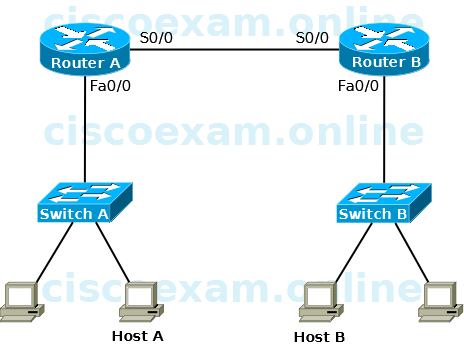 ciscoexam.online
S0/0 S0/0
Router A Router B
Fa0/0 Fa0/0
ciscoexam.online
Switch A Switch B
ciscoexam.online
Host A Host B